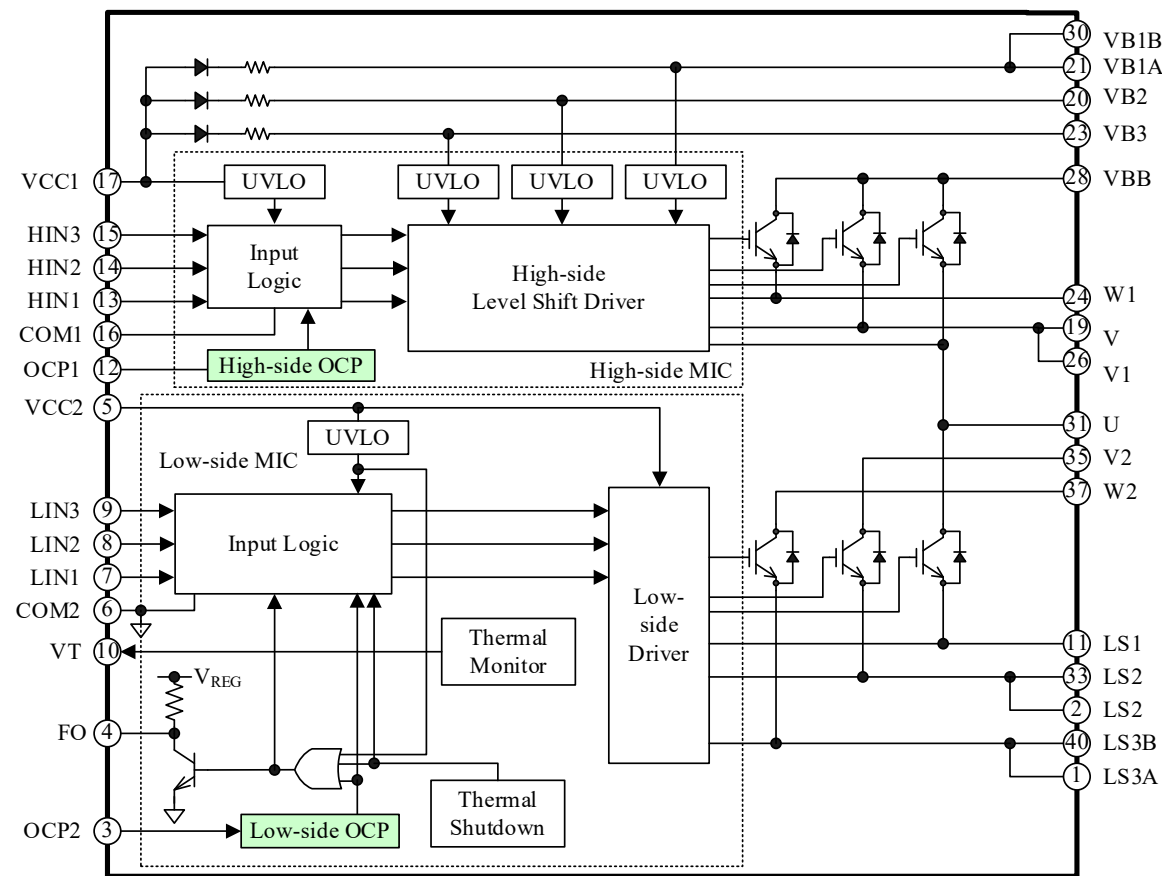 30 VB1B
21 VB1A
20 VB2
23 VB3
VCC1 17
UVLO UVLO UVLO UVLO
28 VBB
HIN3 15
HIN2 14
HIN1 13
Input
Logic
High-side
Level Shift Driver
24 W1
COM1 16
19 V
OCP1 12
High-side OCP
High-side MIC
26 V1
VCC2 5
31 U
UVLO
Low-side MIC
35 V2
37 W2
LIN3 9
LIN2 8
LIN1 7
Input Logic
COM2 6
Low-
side
Driver
VT 10
Thermal
Monitor
11 LS1
VREG
33 LS2
2 LS2
FO 4
40 LS3B
1 LS3A
Thermal
Shutdown
OCP2 3
Low-side OCP